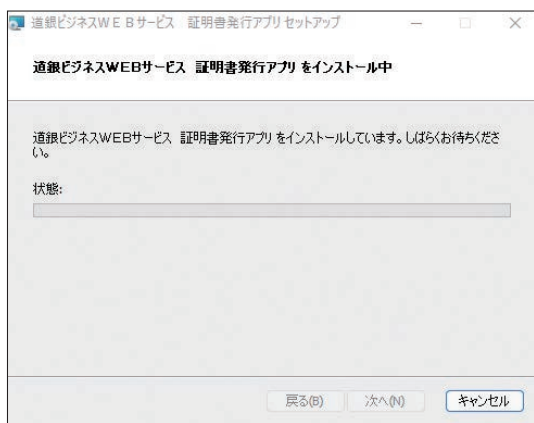 道銀ビジネスWEBサービス　証明書発行アプリ セットアップ
道銀ビジネスWEBサービス 証明書発行アプリ をインストール中
道銀ビジネスWEBサービス 証明書発行アプリ をインストールしています。しばらくお待ちくださ
い。
状態:
戻る(B) 次へ(N) キャンセル